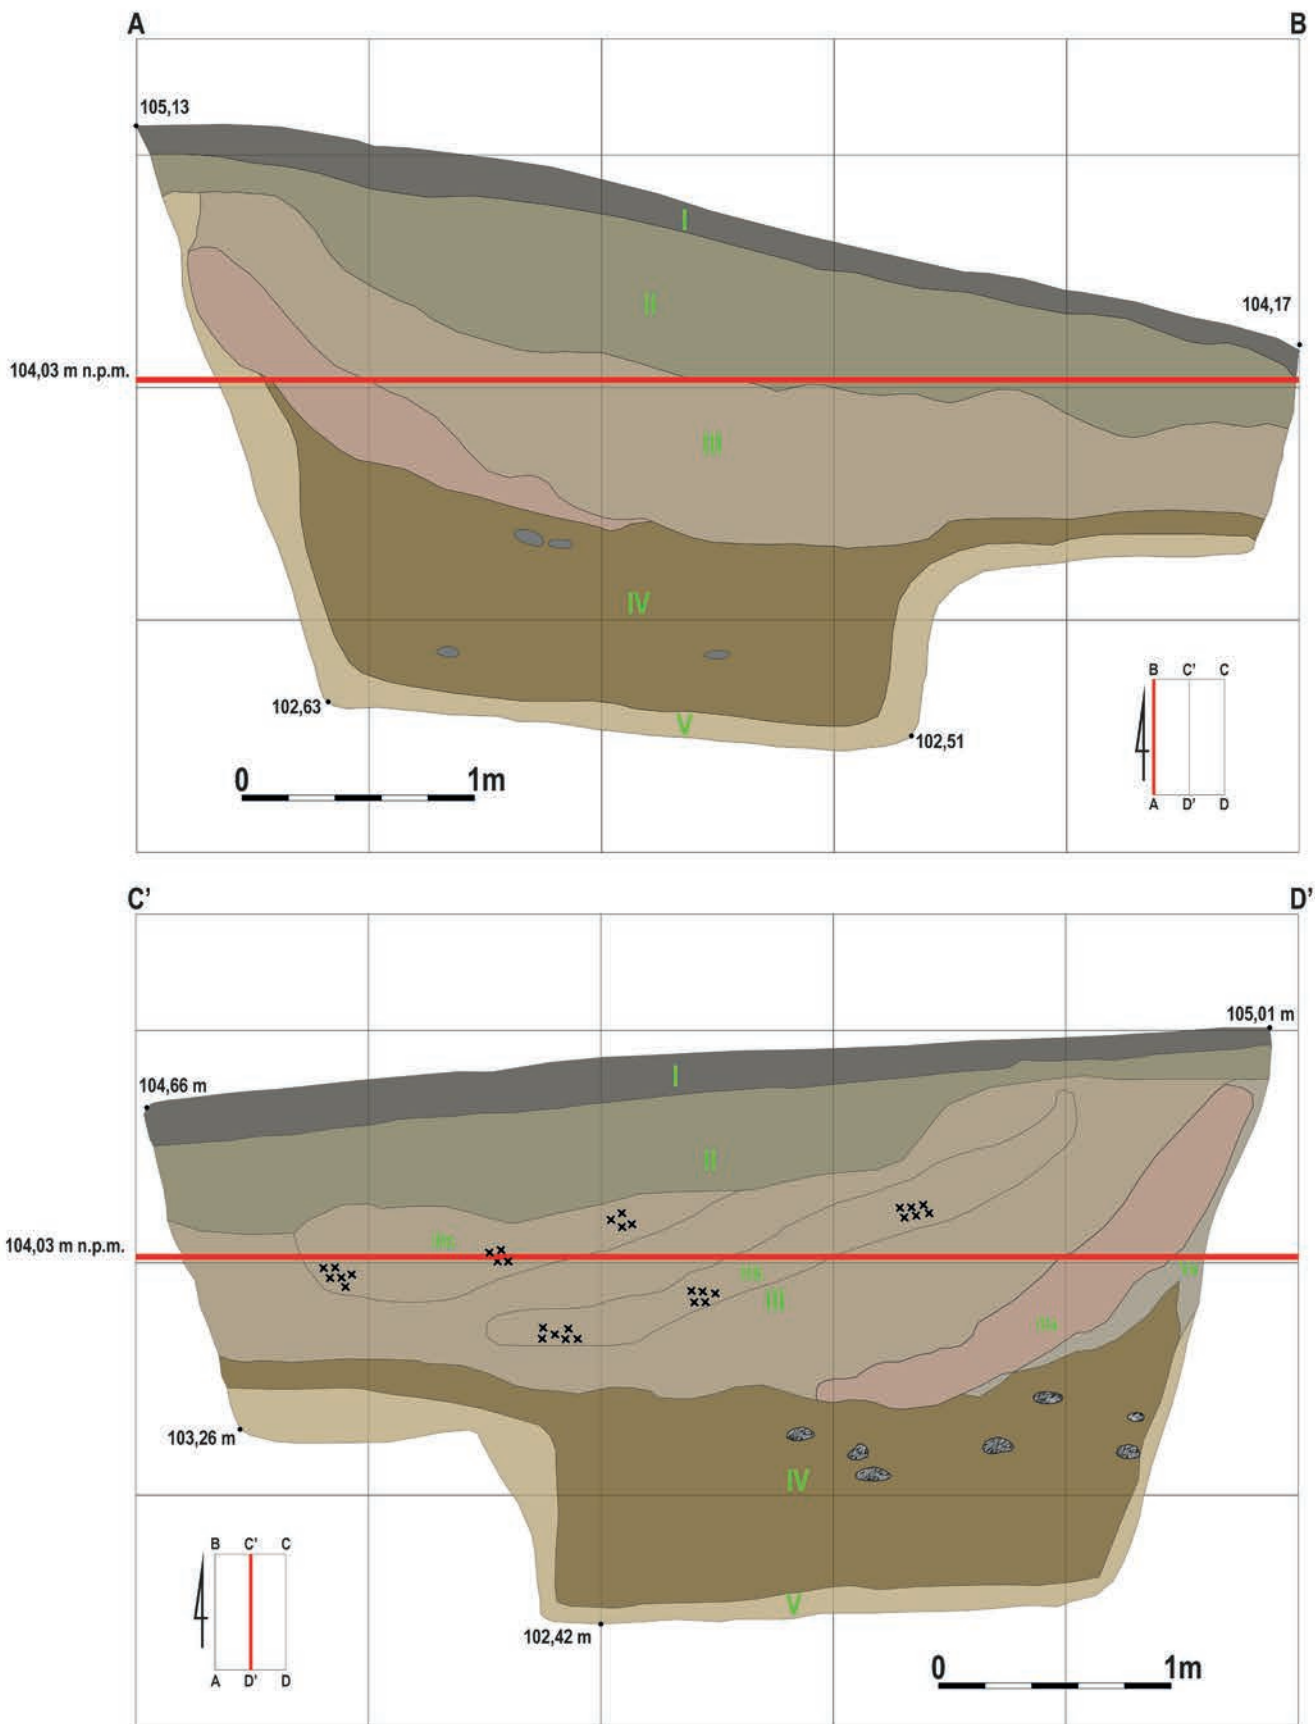 A B
105,13
I
II
104,17
104,03 m n.p.m.
III
IV
102,63
V
102,51
0 1m
B C' C
A D' D
C' D'
105,01 m
104,66 m
I
II
104,03 m n.p.m.
III
103,26 m
IV
V
102,42 m
B C' C
A D' D
0 1m